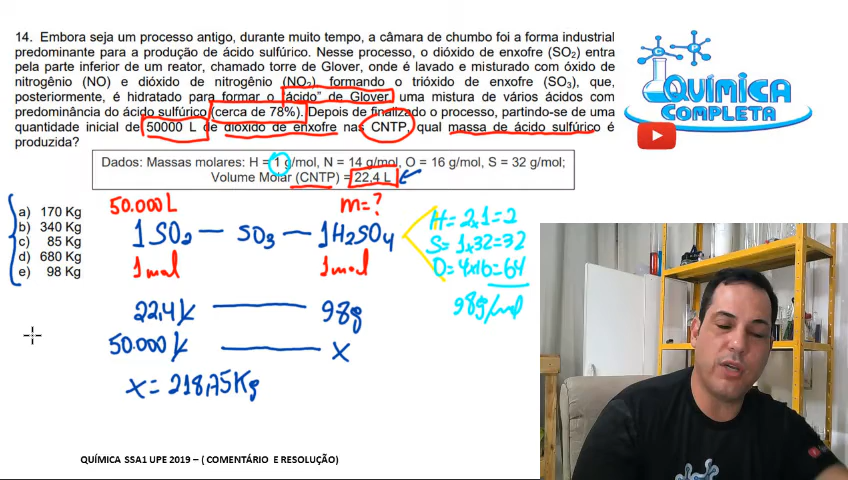 14. Embora seja um processo antigo, durante muito tempo, a câmara de chumbo foi a forma industrial
predominante para a produção de ácido sulfúrico. Nesse processo, o dióxido de enxofre (SO2) entra
pela parte inferior de um reator, chamado torre de Glover, onde é lavado e misturado com óxido de
nitrogênio (NO) e dióxido de nitrogênio (NO2), formando o trióxido de enxofre (SO3), que,
posteriormente, é hidratado para formar o ácido" de Glover, uma mistura de vários ácidos com
predominância do ácido sulfúrico (cerca de 78%). Depois de finalizado o processo, partindo-se de uma
quantidade inicial de 50000 L de dióxido de enxofre nas CNTP, qual massa de ácido sulfúrico é
produzida?
QUÍMICA
COMPLETA
Dados: Massas molares: H = 1 g/mol, N = 14 g/mol, O = 16 g/mol, S = 32 g/mol;
Volume Molar (CNTP) = 22,4 L
a) 170 Kg
b) 340 Kg
c) 85 Kg
d) 680 Kg
e) 98 Kg
50.000L m=?
1SO2 — SO3 — 1H2SO4
1mol 1mol
H= 2x1=2
S= 1x32=32
O= 4x16=64
98g/mol
22,4 L — 98g
50.000 L — X
X= 218,75Kg
QUÍMICA SSA1 UPE 2019 – ( COMENTÁRIO E RESOLUÇÃO)